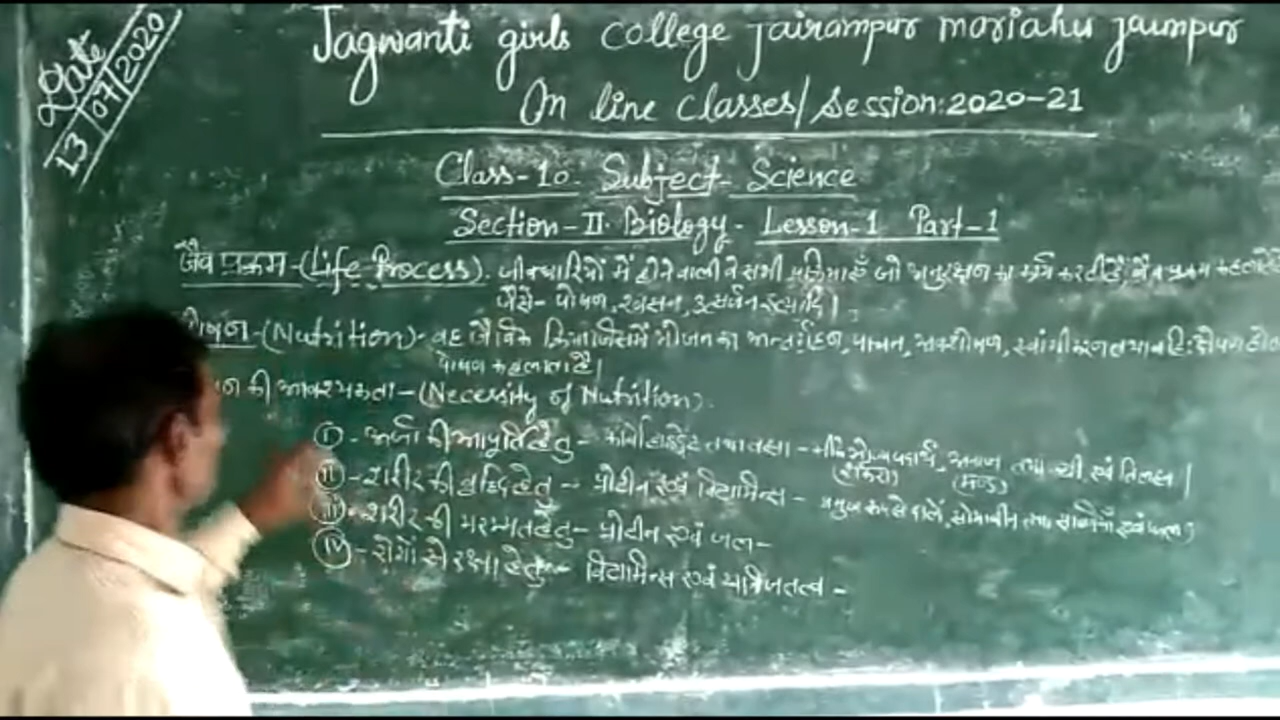 Date
13/07/2020
Jagwanti girls college jairampur mariahu jaunpur
On line classes/Session:2020-21
Class-10. Subject- Science
Section-II. Biology- Lesson-1 Part-1
जैव प्रक्रम-(Life Process). जीवधारियों में होने वाली वे सभी प्रक्रियाएँ जो अनुरक्षण का कार्य करती हैं, जैव प्रक्रम कहलाते
जैसे- पोषण, श्वसन, उत्सर्जन इत्यादि।
पोषण-(Nutrition)- वह जैविक क्रिया जिसमें भोजन का अन्तर्ग्रहण, पाचन, अवशोषण, स्वांगीकरण तथा बहि:क्षेपण
पोषण कहलाता है।
की आवश्यकता-(Necessity of Nutrition).
(I)- ऊर्जा की आपूर्ति हेतु- कार्बोहाइड्रेट तथा वसा - मीठे भोज्य पदार्थ, अनाज तथा घी एवं तिलहन।
(शर्करा) (मण्ड)
(II)- शरीर की वृद्धि हेतु - प्रोटीन एवं विटामिन्स - दालें, सोयाबीन तथा सब्जियाँ एवं फल,
(III)- शरीर की मरम्मत हेतु- प्रोटीन एवं जल-
(IV)- रोगों से रक्षा हेतु- विटामिन्स एवं खनिज तत्व -